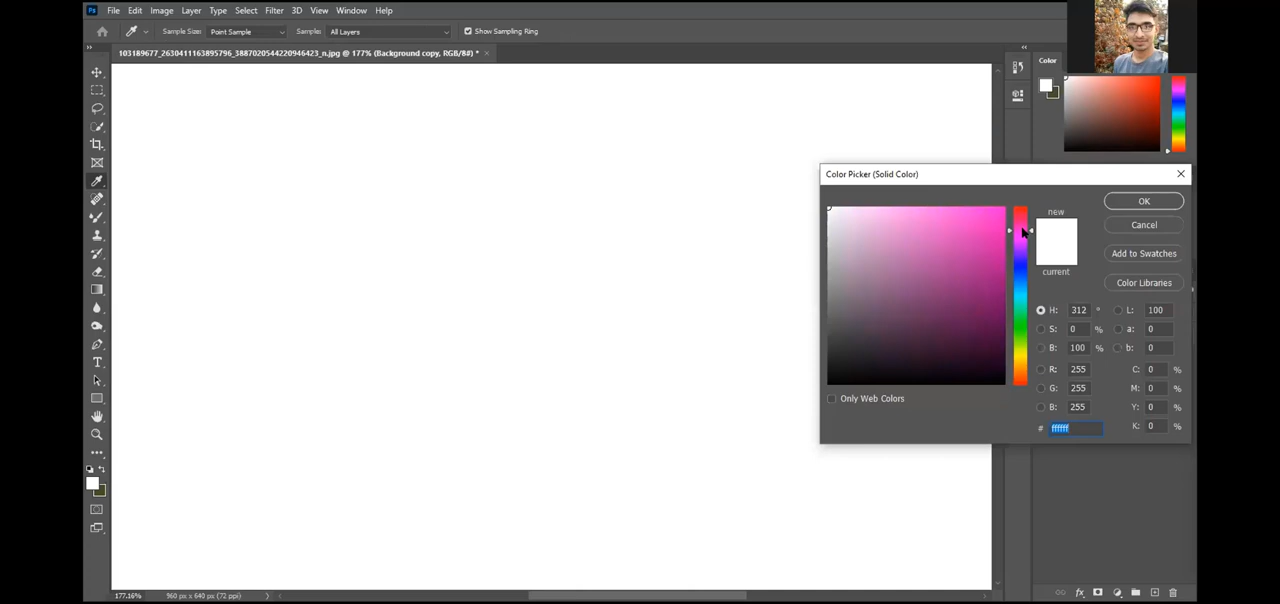 Ps File Edit Image Layer Type Select Filter 3D View Window Help
Sample Size: Point Sample Sample: All Layers Show Sampling Ring
103189677_2630411163895796_3887020544220946423_n.jpg @ 177% (Background copy, RGB/8#) *
Color
Color Picker (Solid Color)
new
current
OK
Cancel
Add to Swatches
Color Libraries
H: 312 °
S: 0 %
B: 100 %
R: 255
G: 255
B: 255
# ffffff
L: 100
a: 0
b: 0
C: 0 %
M: 0 %
Y: 0 %
K: 0 %
Only Web Colors
T
fx
177.16% 960 px x 640 px (72 ppi)